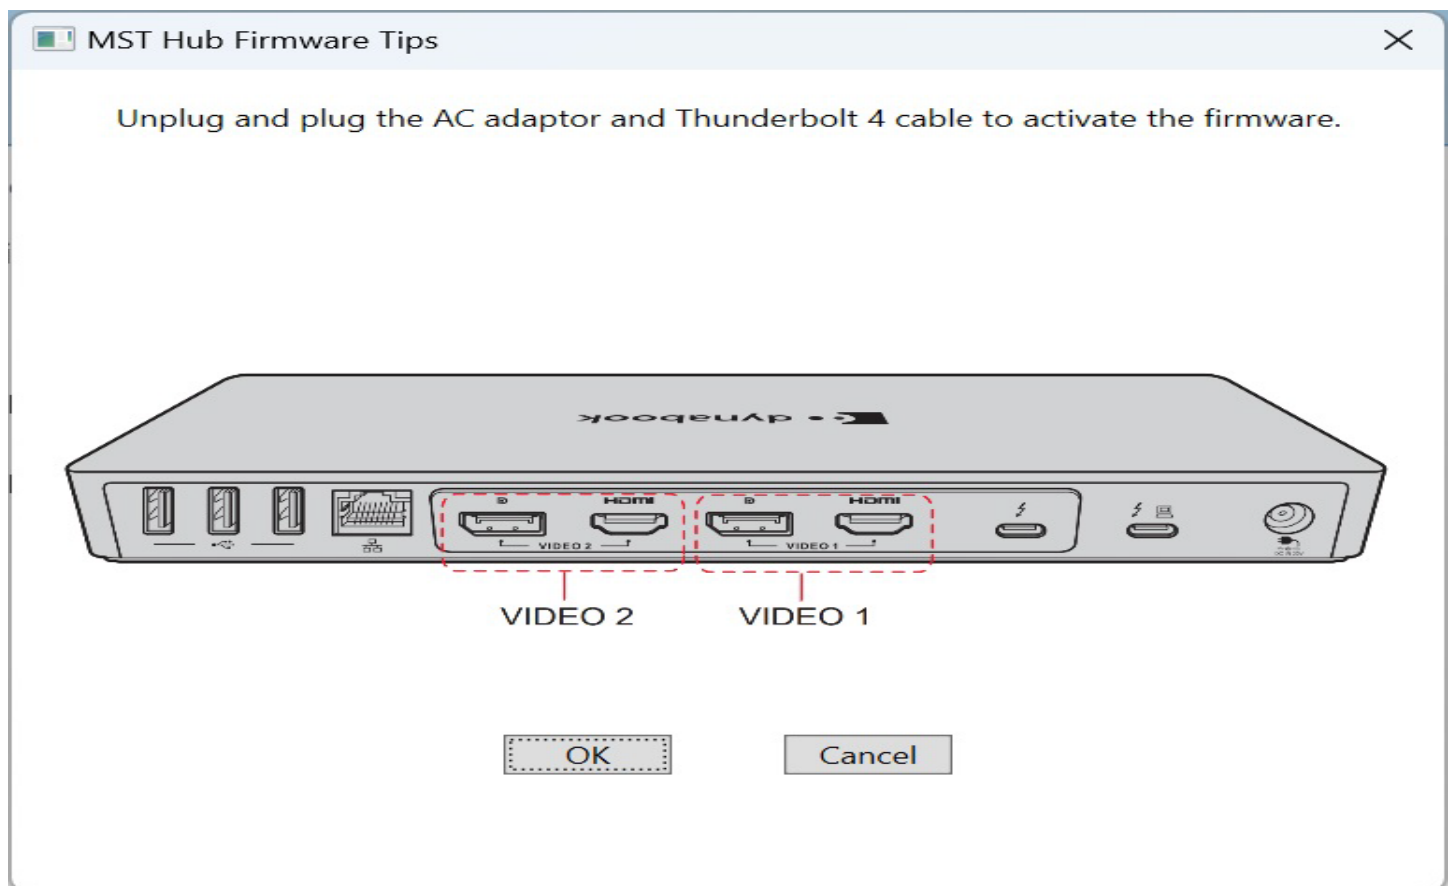 MST Hub Firmware Tips
Unplug and plug the AC adaptor and Thunderbolt 4 cable to activate the firmware.
dynabook
HDMI
HDMI
VIDEO 2
VIDEO 1
VIDEO 2
VIDEO 1
OK
Cancel